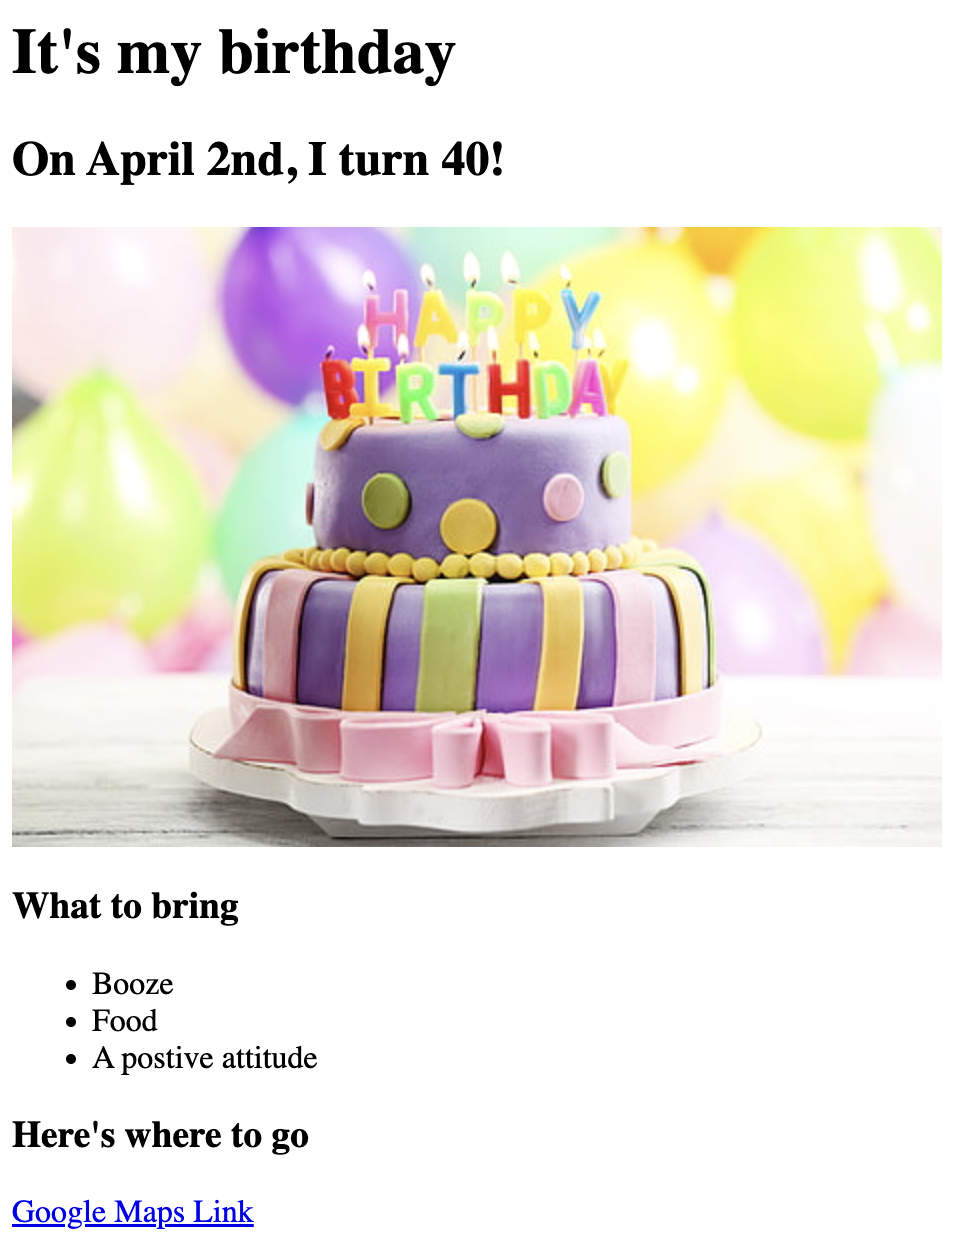 It's my birthday
On April 2nd, I turn 40!
HAPPY
BIRTHDAY
What to bring
Booze
Food
A postive attitude
Here's where to go
Google Maps Link